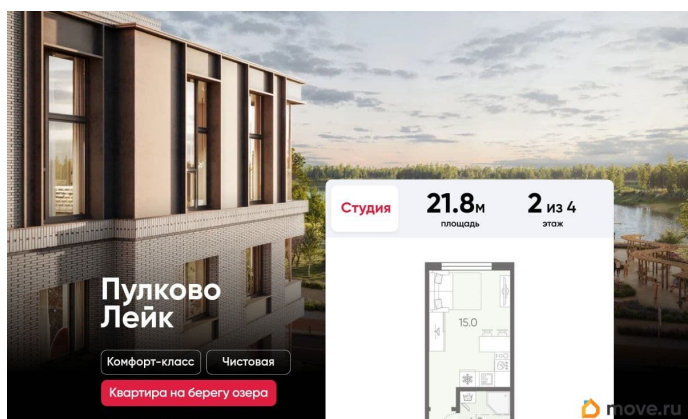 Студия
21.8м
площадь
2 из 4
этаж
15.0
Пулково
Лейк
Комфорт-класс
Чистовая
Квартира на берегу озера
move.ru